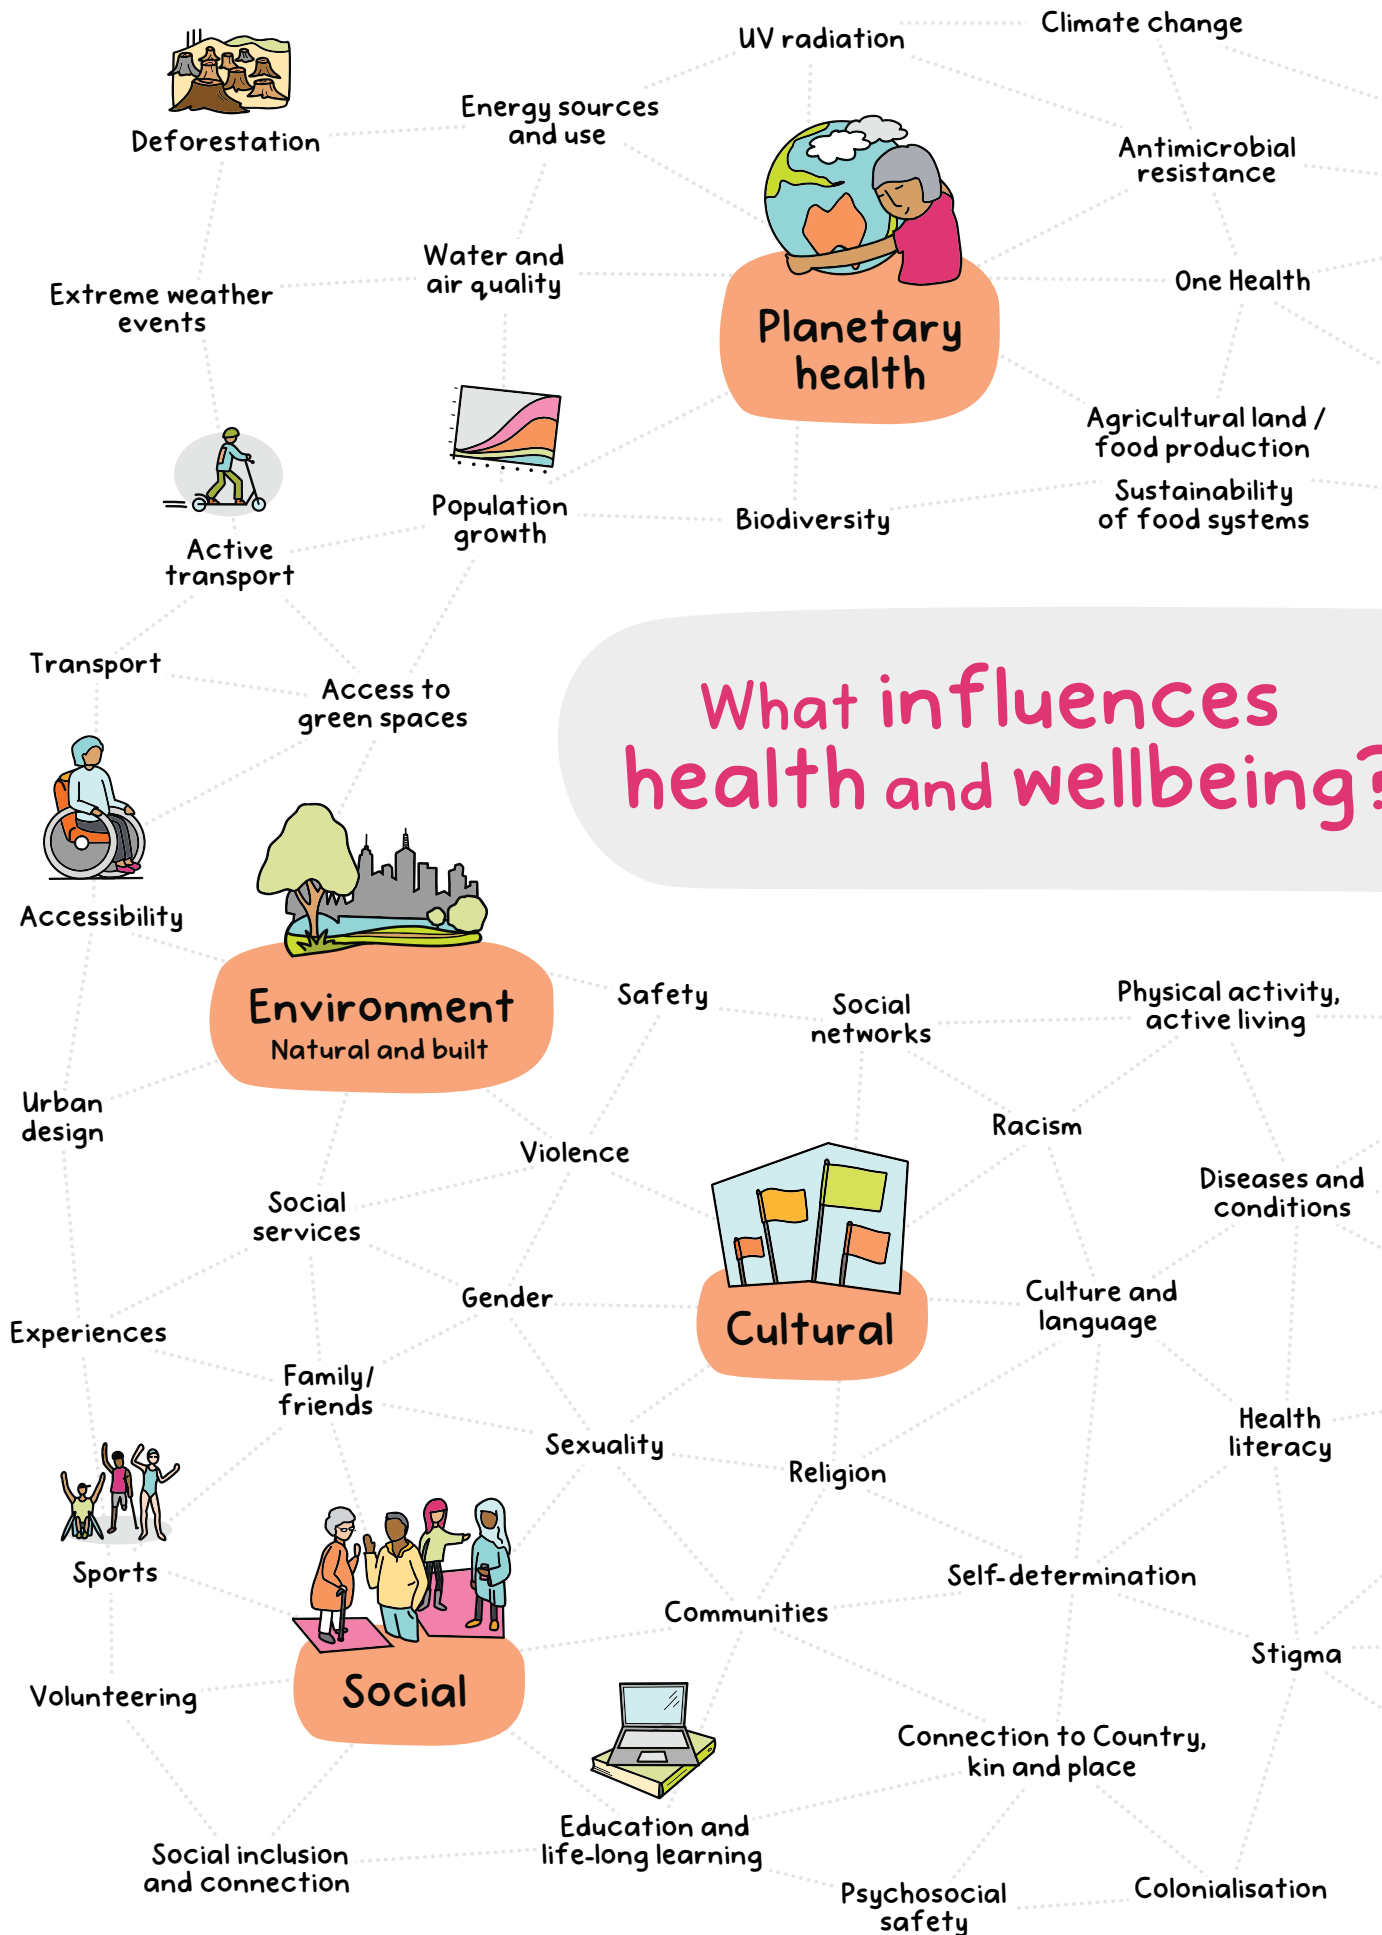 UV radiation
Climate change
Energy sources
and use
Deforestation
Antimicrobial
resistance
Water and
air quality
Extreme weather
events
One Health
Planetary
health
Agricultural land /
food production
Sustainability
of food systems
Population
growth
Biodiversity
Active
transport
Transport
Access to
green spaces
What influences
health and wellbeing?
Accessibility
Environment
Natural and built
Safety
Social
networks
Physical activity,
active living
Urban
design
Violence
Racism
Social
services
Diseases and
conditions
Gender
Culture and
language
Cultural
Experiences
Family/
friends
Sexuality
Religion
Health
literacy
Sports
Self-determination
Communities
Stigma
Social
Volunteering
Connection to Country,
kin and place
Education and
life-long learning
Social inclusion
and connection
Psychosocial
safety
Colonialisation